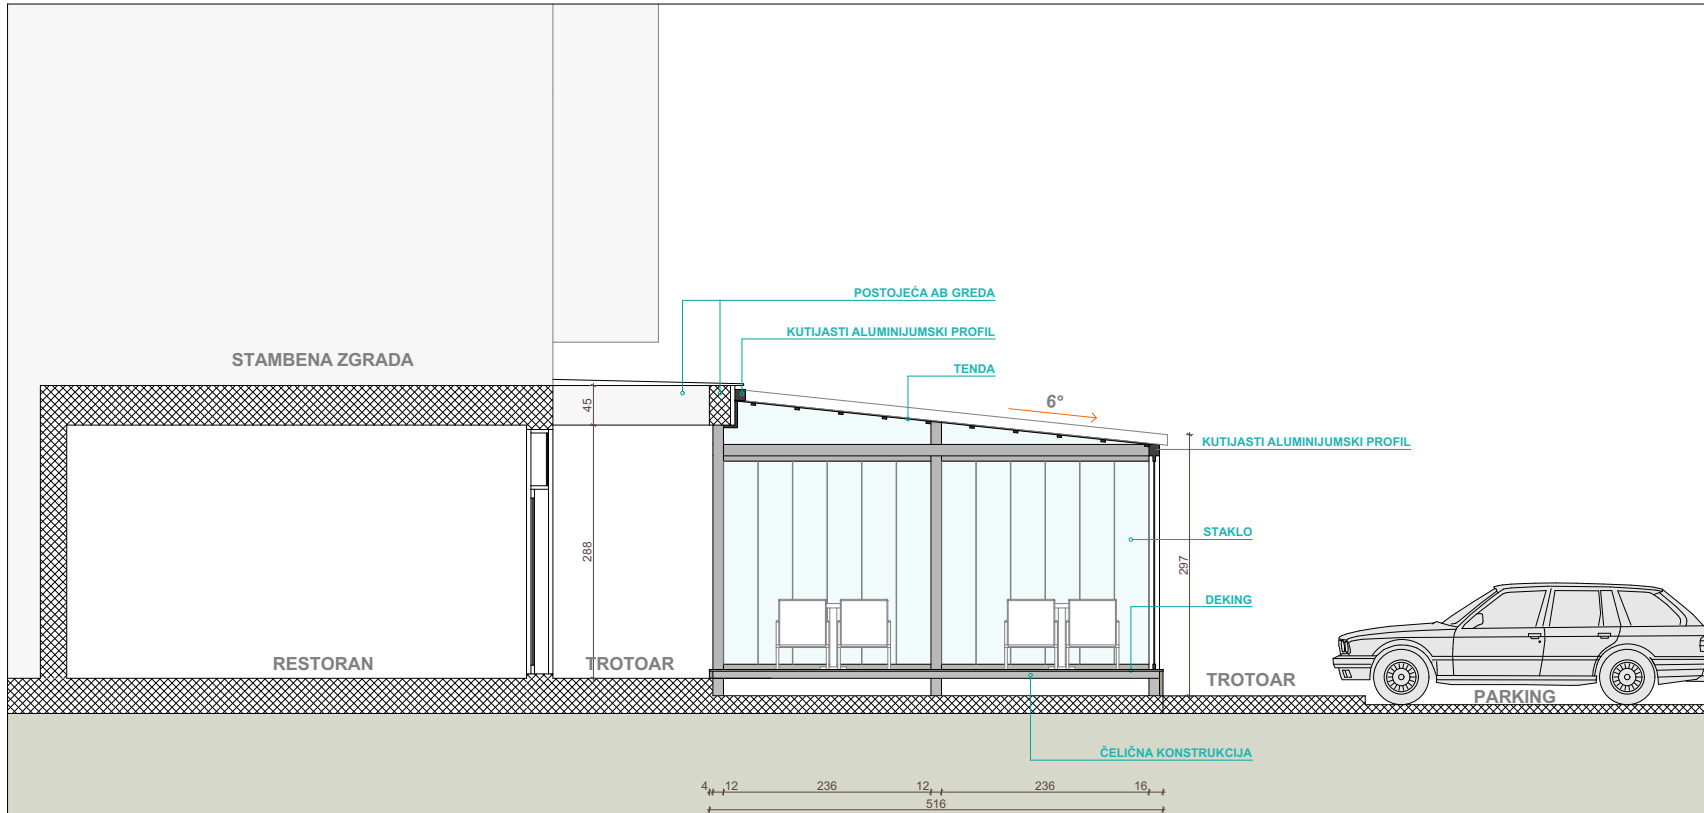 POSTOJEĆA AB GREDA
KUTIJASTI ALUMINIJUMSKI PROFIL
STAMBENA ZGRADA
TENDA
6°
45
KUTIJASTI ALUMINIJUMSKI PROFIL
288
STAKLO
297
DEKING
RESTORAN
TROTOAR
TROTOAR
PARKING
ČELIČNA KONSTRUKCIJA
4 12 236 12 236 16
516